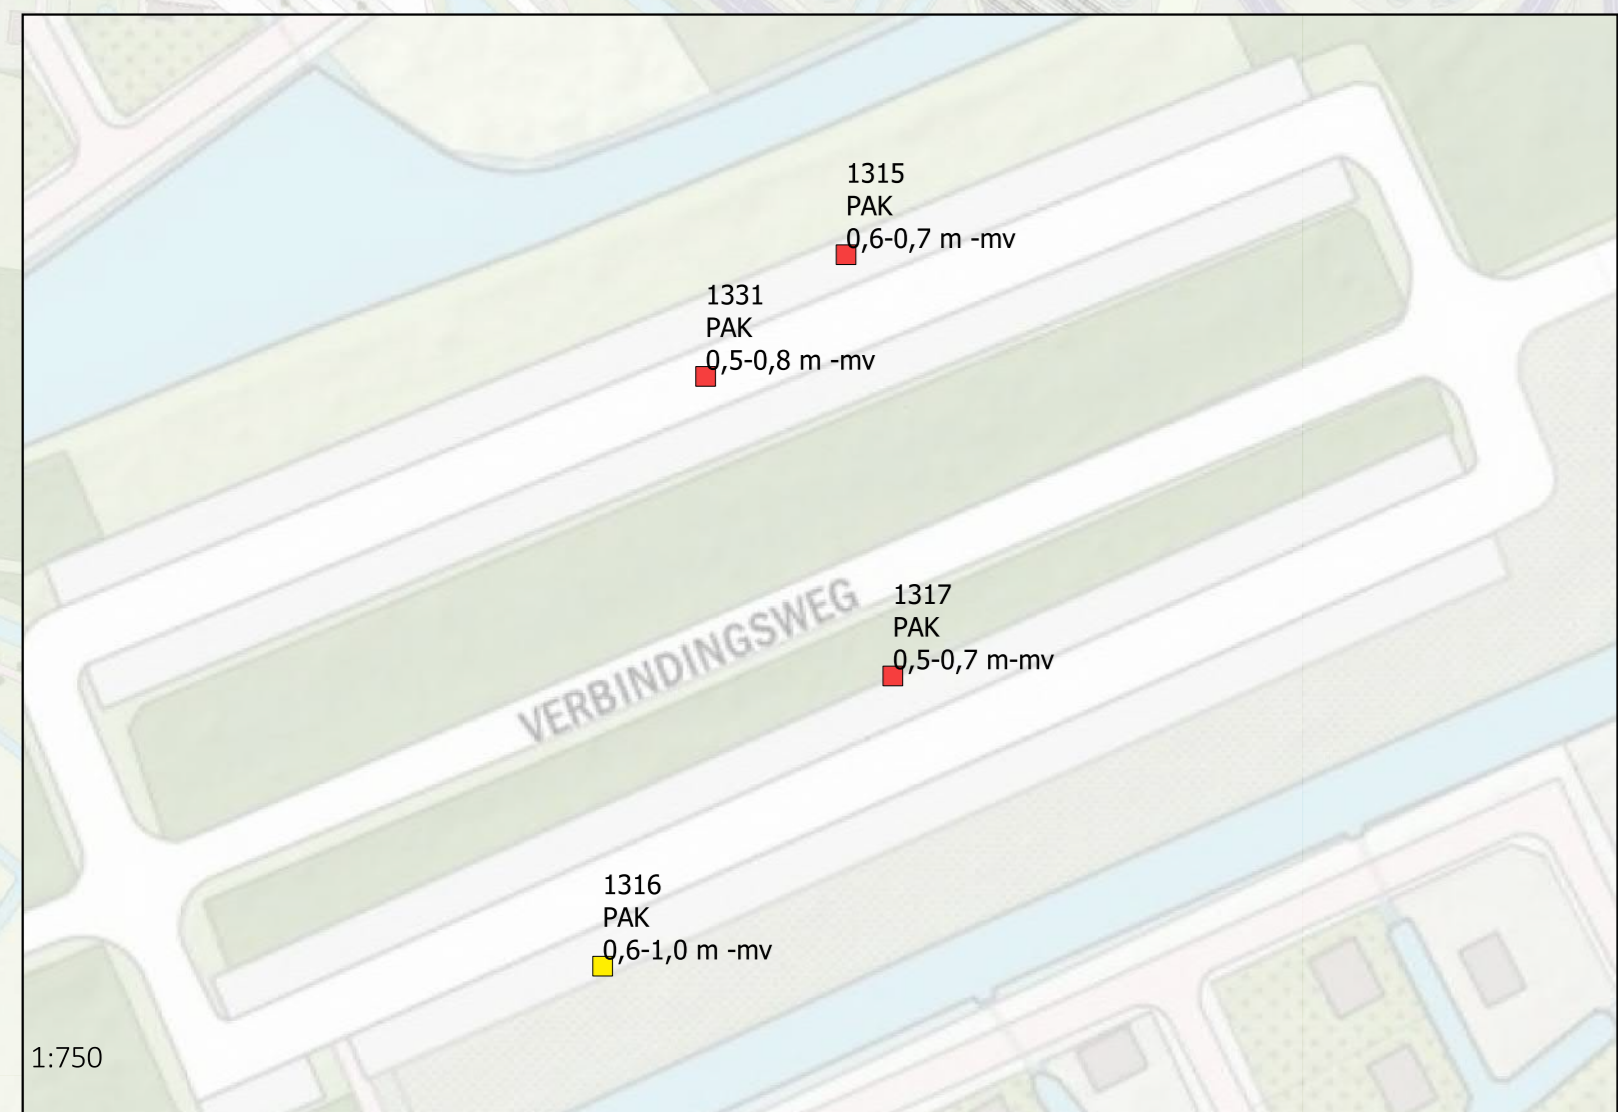 1315
PAK
0,6-0,7 m -mv
1331
PAK
0,5-0,8 m -mv
1317
PAK
0,5-0,7 m-mv
VERBINDINGSWEG
1316
PAK
0,6-1,0 m -mv
1:750